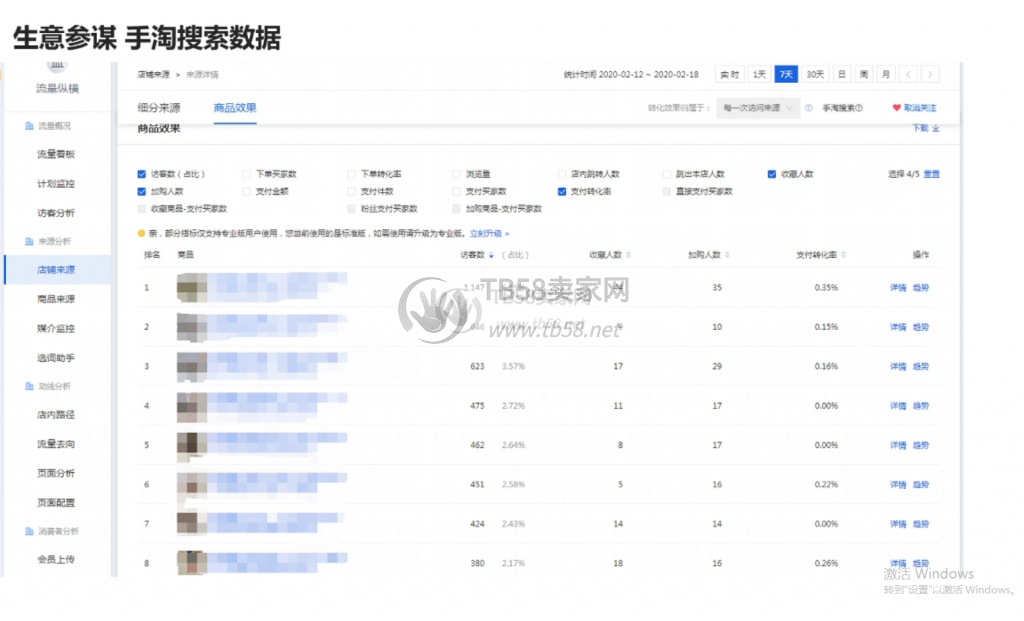 生意参谋 手淘搜索数据
流量纵横
流量概况
流量看板
计划监控
访客分析
来源分析
店铺来源
商品来源
媒介监控
选词助手
动线分析
店内路径
流量去向
页面分析
页面配置
消费者分析
会员上传
店铺来源 > 来源详情
统计时间 2020-02-12 ~ 2020-02-18 实时 1天 7天 30天 日 周 月 < >
细分来源 商品效果 转化效果归属于: 每一次访问来源 手淘搜索 取消关注
商品效果 下载
访客数 ( 占比 ) 下单买家数 下单转化率 浏览量 店内跳转人数 跳出本店人数 收藏人数 选择 4/5 重置
加购人数 支付金额 支付件数 支付买家数 支付转化率 直接支付买家数
收藏商品-支付买家数 粉丝支付买家数 加购商品-支付买家数
亲，部分指标仅支持专业版用户使用，您当前使用的是标准版，如需使用请升级为专业版。立刻升级 >
排名 商品 访客数 ( 占比 ) 收藏人数 加购人数 支付转化率 操作
1 1,147 44 35 0.35% 详情 趋势
2 10 0.15% 详情 趋势
3 623 3.57% 17 29 0.16% 详情 趋势
4 475 2.72% 11 17 0.00% 详情 趋势
5 462 2.64% 8 17 0.00% 详情 趋势
6 451 2.58% 5 16 0.22% 详情 趋势
7 424 2.43% 14 14 0.00% 详情 趋势
8 380 2.17% 18 16 0.26% 详情 趋势
TB58卖家网
www.tb58.net
激活 Windows
转到"设置"以激活 Windows。